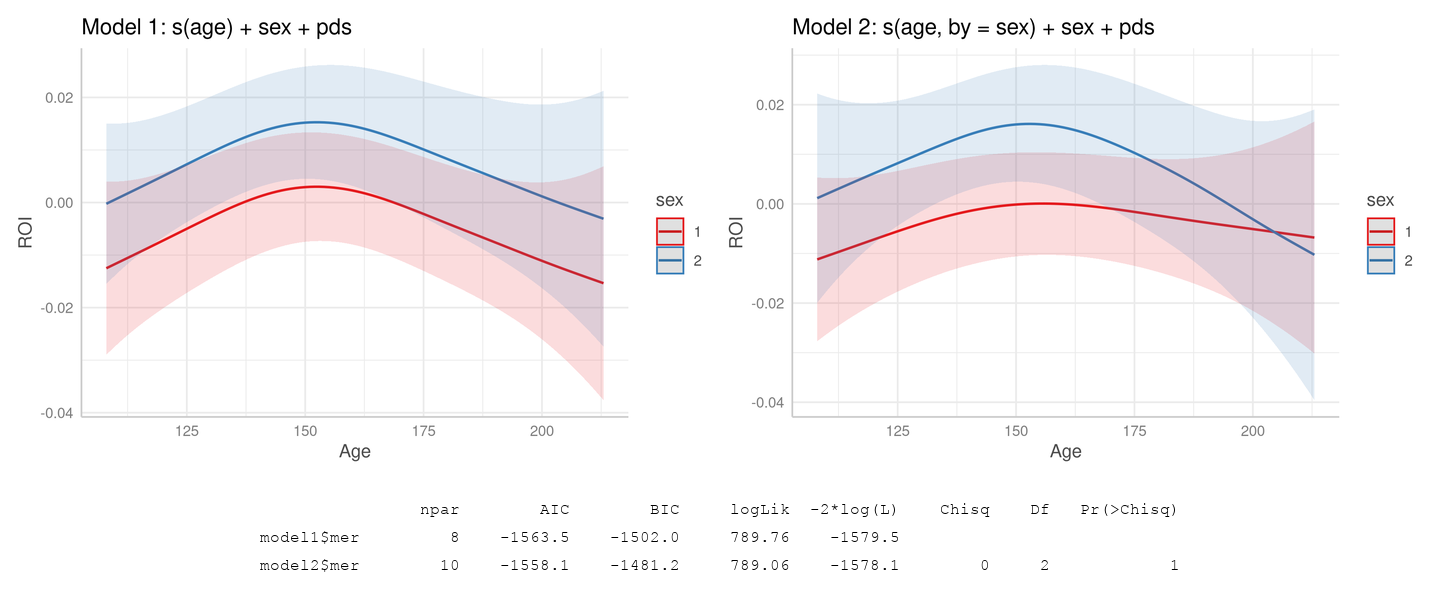 Model 1: s(age) + sex + pds
0.02
0.00
-0.02
-0.04
ROI
125 150 175 200
Age
sex
1
2
Model 2: s(age, by = sex) + sex + pds
0.02
0.00
-0.02
-0.04
ROI
125 150 175 200
Age
sex
1
2
npar AIC BIC logLik -2*log(L) Chisq Df Pr(>Chisq)
model1$mer 8 -1563.5 -1502.0 789.76 -1579.5
model2$mer 10 -1558.1 -1481.2 789.06 -1578.1 0 2 1